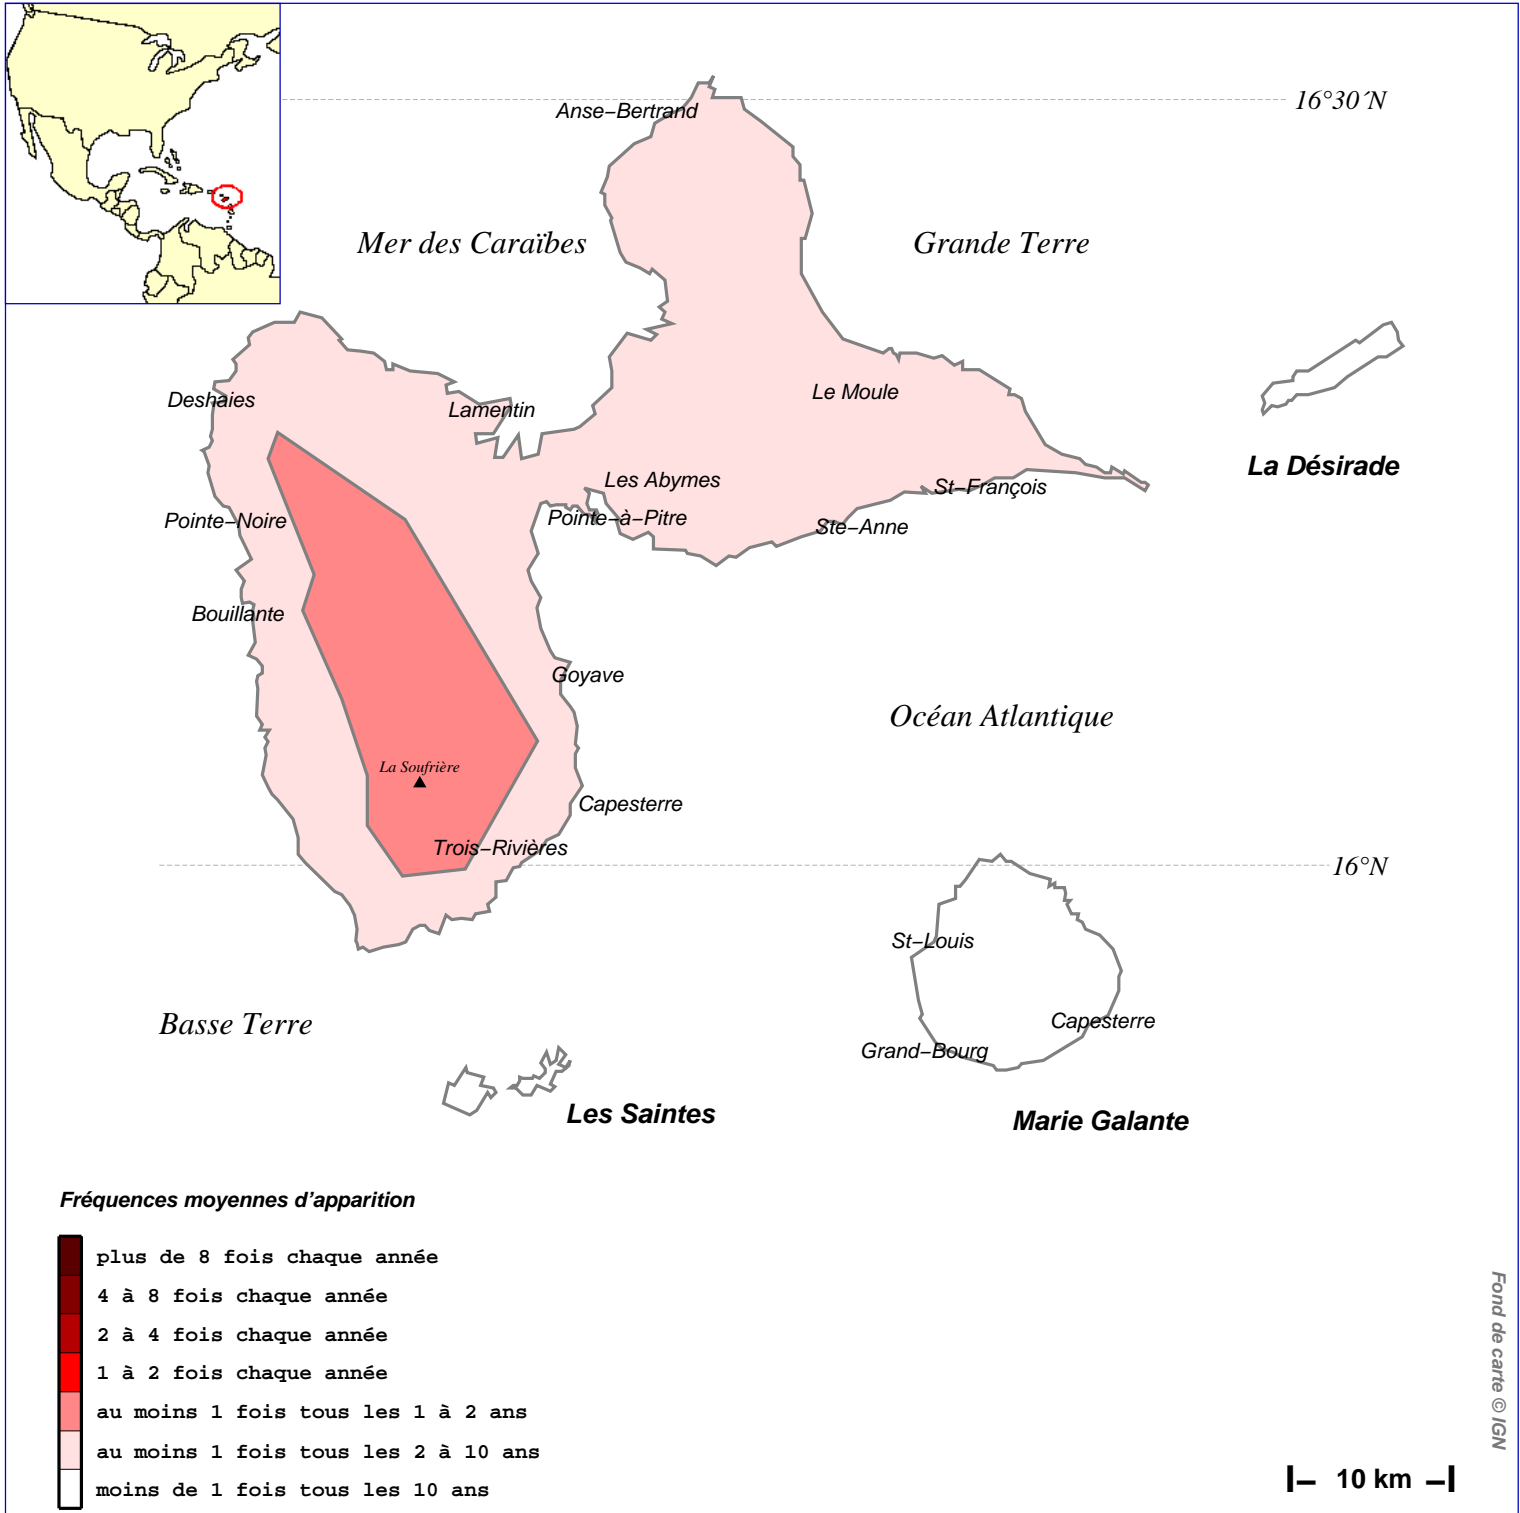 16°30´N
Anse–Bertrand
Mer des Caraïbes
Grande Terre
Deshaies
Lamentin
Le Moule
La Désirade
Les Abymes
St–François
Pointe–Noire
Pointe–à–Pitre
Ste–Anne
Bouillante
Goyave
Océan Atlantique
La Soufrière
Capesterre
Trois–Rivières
16°N
St–Louis
Basse Terre
Capesterre
Grand–Bourg
Les Saintes
Marie Galante
Fréquences moyennes d’apparition
plus de 8 fois chaque année
4 à 8 fois chaque année
2 à 4 fois chaque année
1 à 2 fois chaque année
au moins 1 fois tous les 1 à 2 ans
au moins 1 fois tous les 2 à 10 ans
moins de 1 fois tous les 10 ans
Fond de carte © IGN
10 km